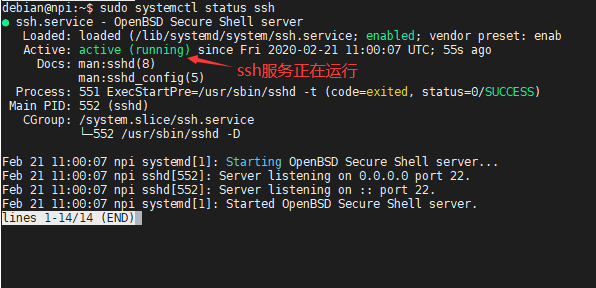 debian@npi:~$ sudo systemctl status ssh
● ssh.service - OpenBSD Secure Shell server
Loaded: loaded (/lib/systemd/system/ssh.service; enabled; vendor preset: enab
Active: active (running) since Fri 2020-02-21 11:00:07 UTC; 55s ago
Docs: man:sshd(8)
man:sshd_config(5)
ssh服务正在运行
Process: 551 ExecStartPre=/usr/sbin/sshd -t (code=exited, status=0/SUCCESS)
Main PID: 552 (sshd)
CGroup: /system.slice/ssh.service
└─552 /usr/sbin/sshd -D
Feb 21 11:00:07 npi systemd[1]: Starting OpenBSD Secure Shell server...
Feb 21 11:00:07 npi sshd[552]: Server listening on 0.0.0.0 port 22.
Feb 21 11:00:07 npi sshd[552]: Server listening on :: port 22.
Feb 21 11:00:07 npi systemd[1]: Started OpenBSD Secure Shell server.
lines 1-14/14 (END)